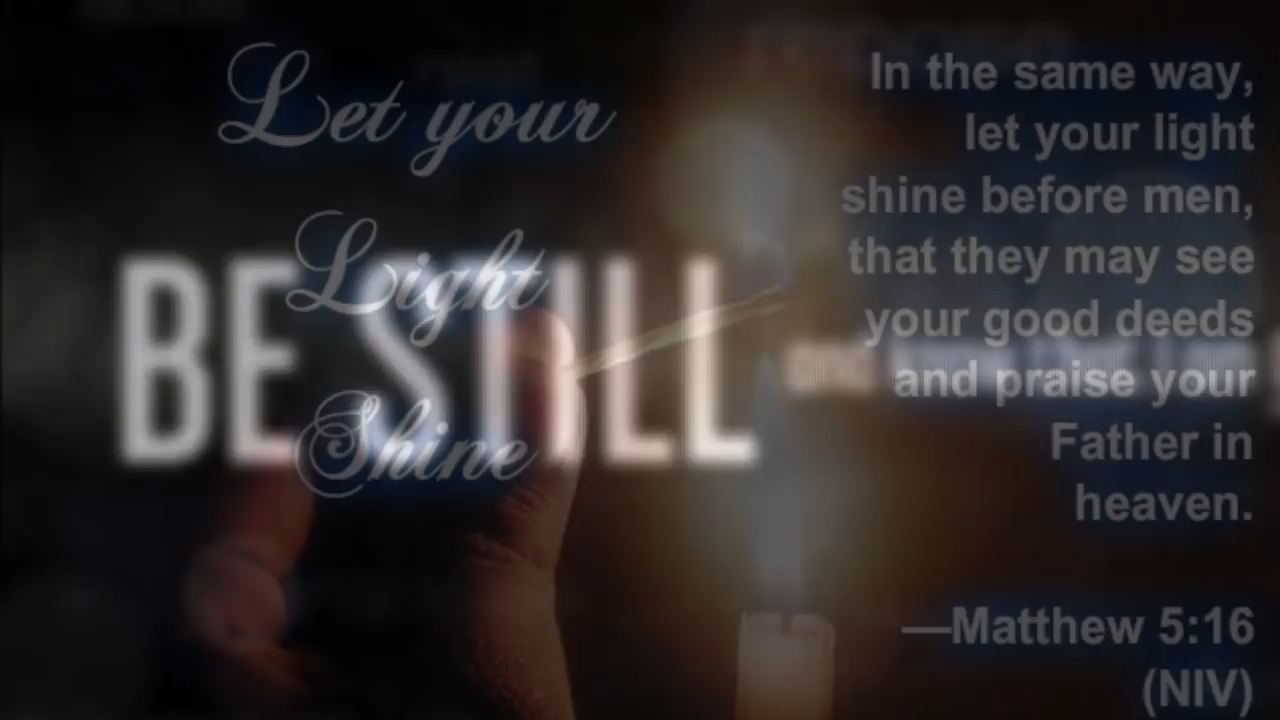 Let your
Light
Shine
BE STILL
In the same way,
let your light
shine before men,
that they may see
your good deeds
and praise your
Father in
heaven.
—Matthew 5:16
(NIV)